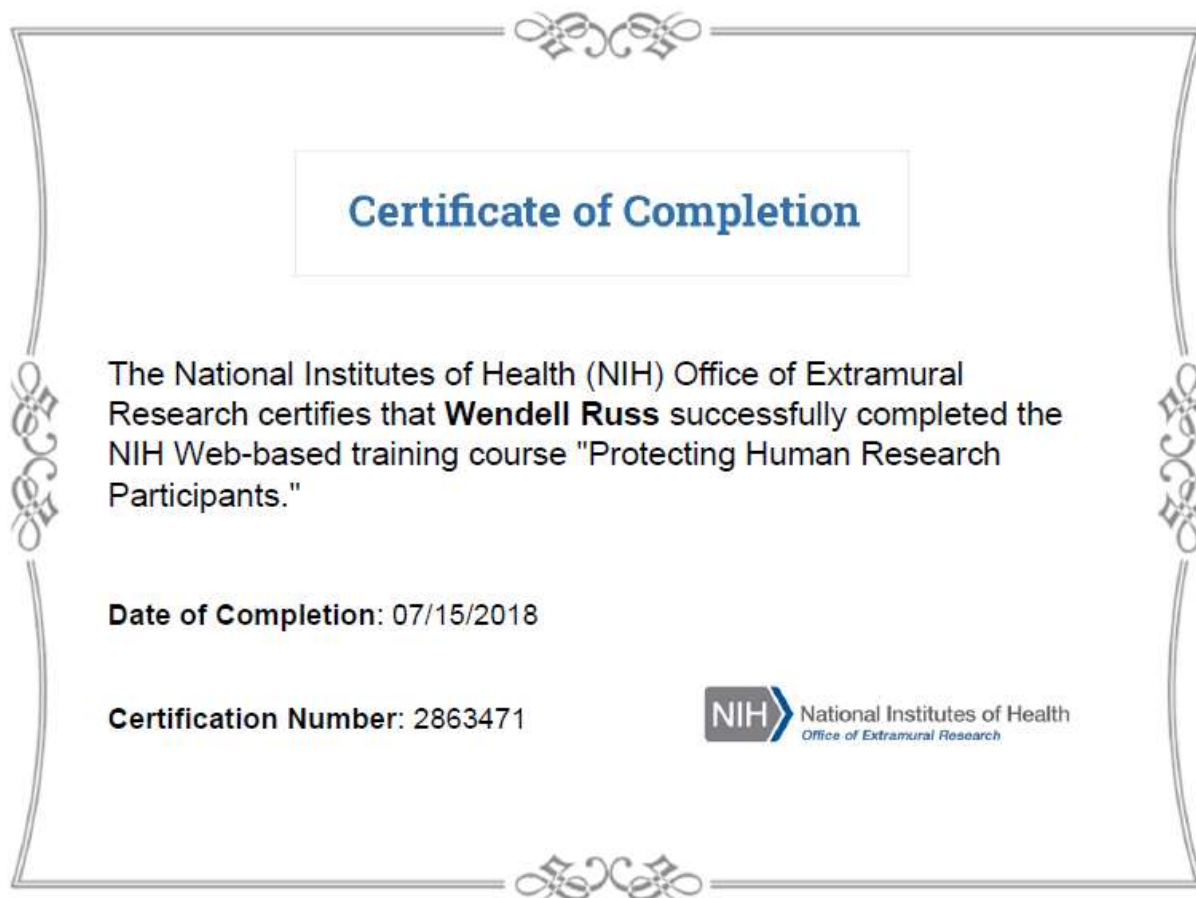 Certificate of Completion
The National Institutes of Health (NIH) Office of Extramural
Research certifies that Wendell Russ successfully completed the
NIH Web-based training course "Protecting Human Research
Participants."
Date of Completion: 07/15/2018
Certification Number: 2863471
NIH National Institutes of Health
Office of Extramural Research